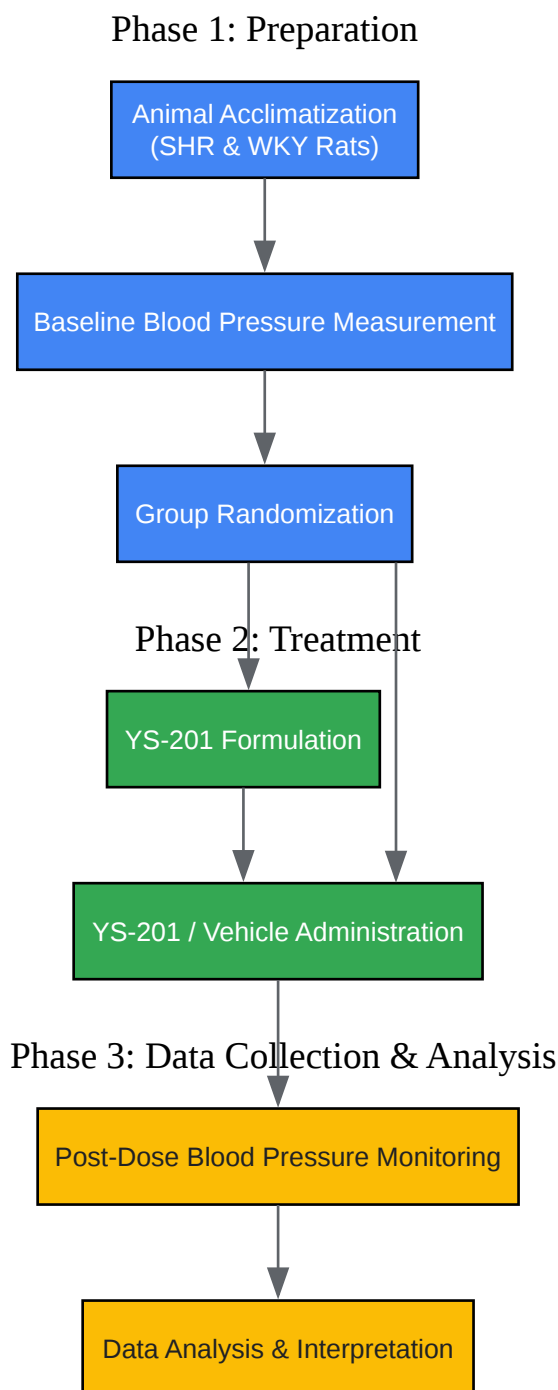 Phase 1: Preparation
Animal Acclimatization
(SHR & WKY Rats)
Baseline Blood Pressure Measurement
Group Randomization
Phase 2: Treatment
YS-201 Formulation
YS-201 / Vehicle Administration
Phase 3: Data Collection & Analysis
Post-Dose Blood Pressure Monitoring
Data Analysis & Interpretation